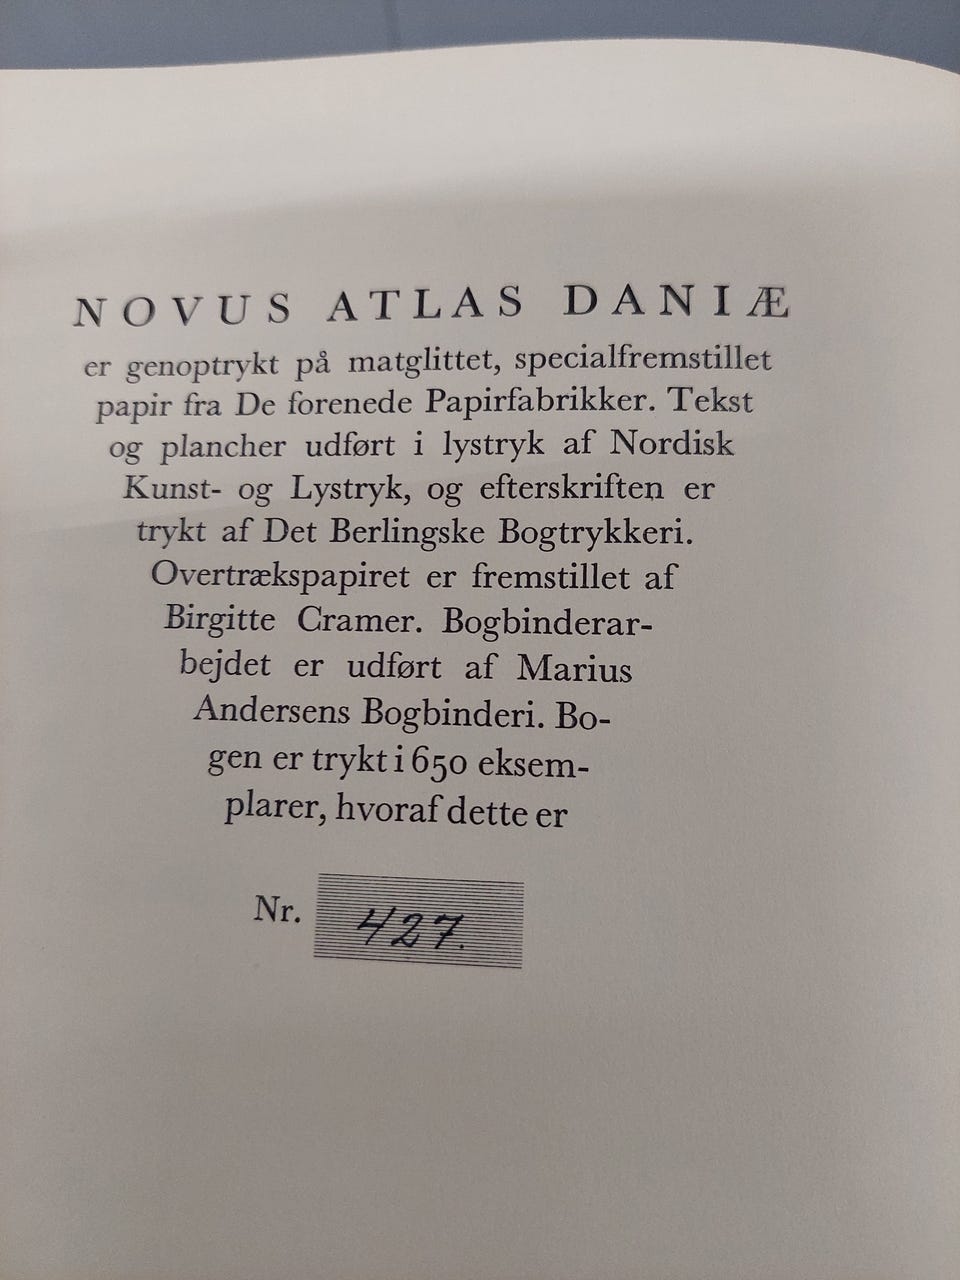 NOVUS ATLAS DANIÆ
er genoptrykt på matglittet, specialfremstillet
papir fra De forenede Papirfabrikker. Tekst
og plancher udført i lystryk af Nordisk
Kunst- og Lystryk, og efterskriften er
trykt af Det Berlingske Bogtrykkeri.
Overtrækspapiret er fremstillet af
Birgitte Cramer. Bogbinderar-
bejdet er udført af Marius
Andersens Bogbinderi. Bo-
gen er trykt i 650 eksem-
plarer, hvoraf dette er
Nr. 427.